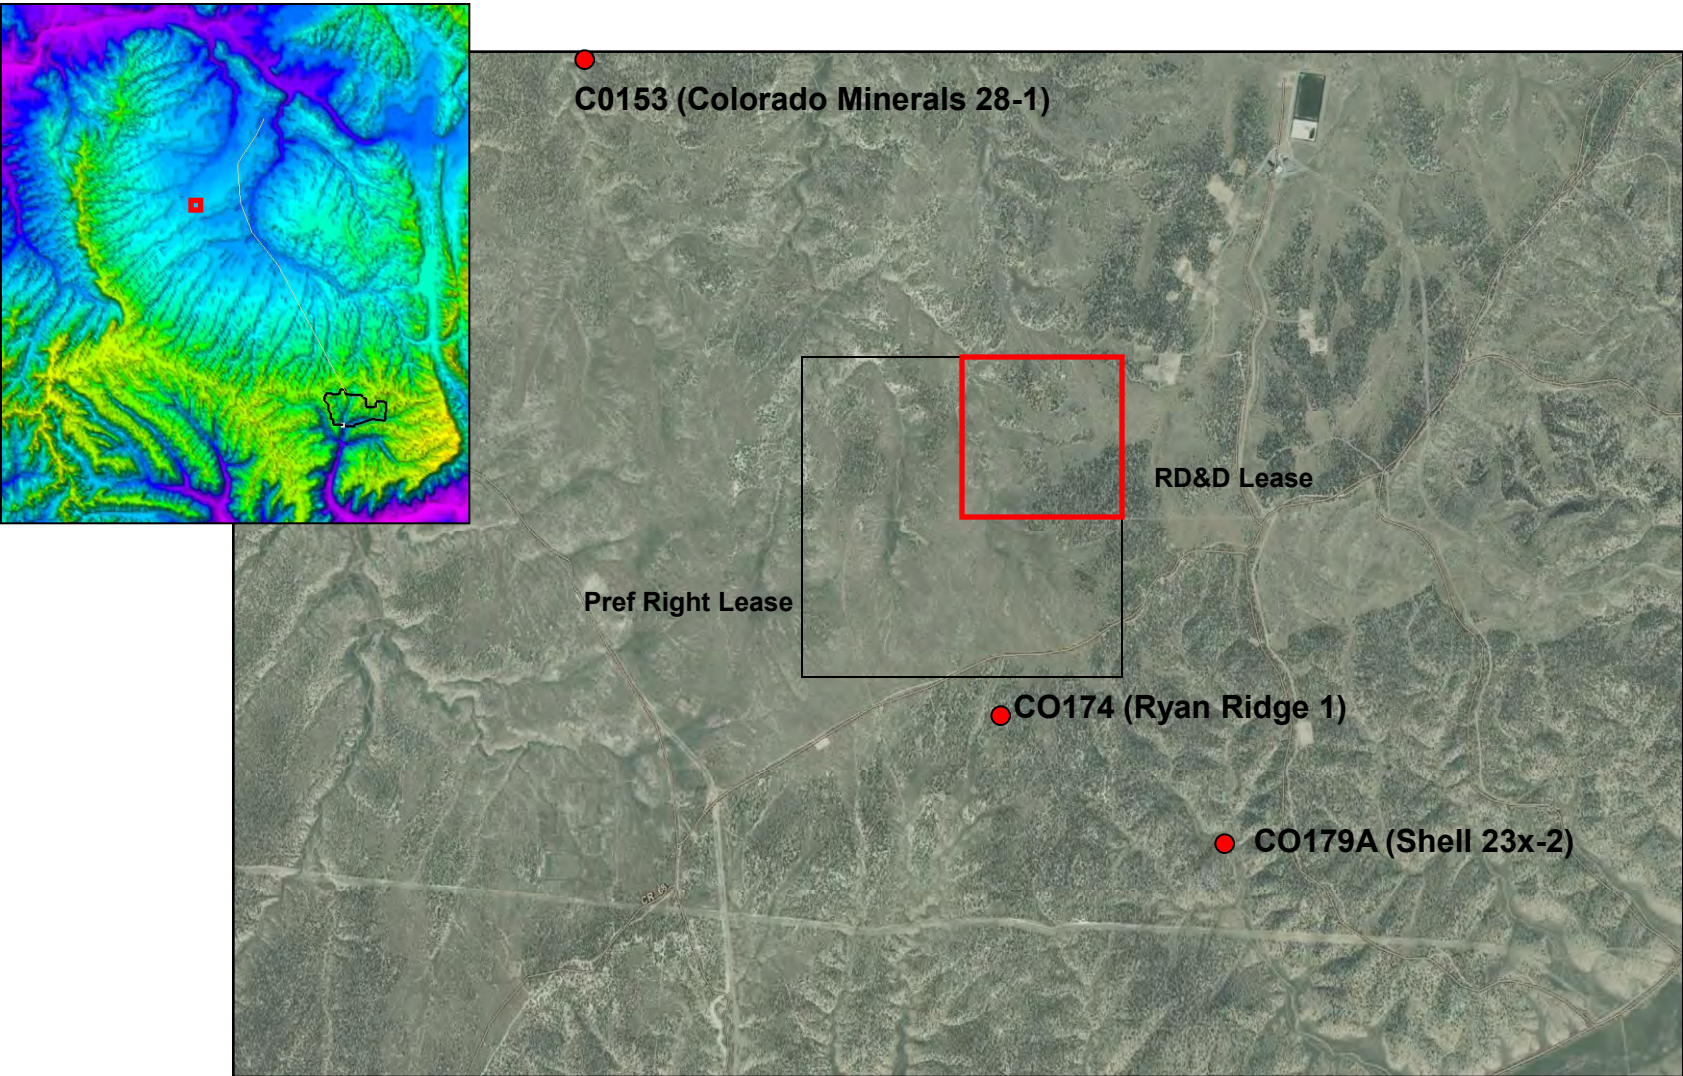 C0153 (Colorado Minerals 28-1)
RD&D Lease
Pref Right Lease
CO174 (Ryan Ridge 1)
CO179A (Shell 23x-2)